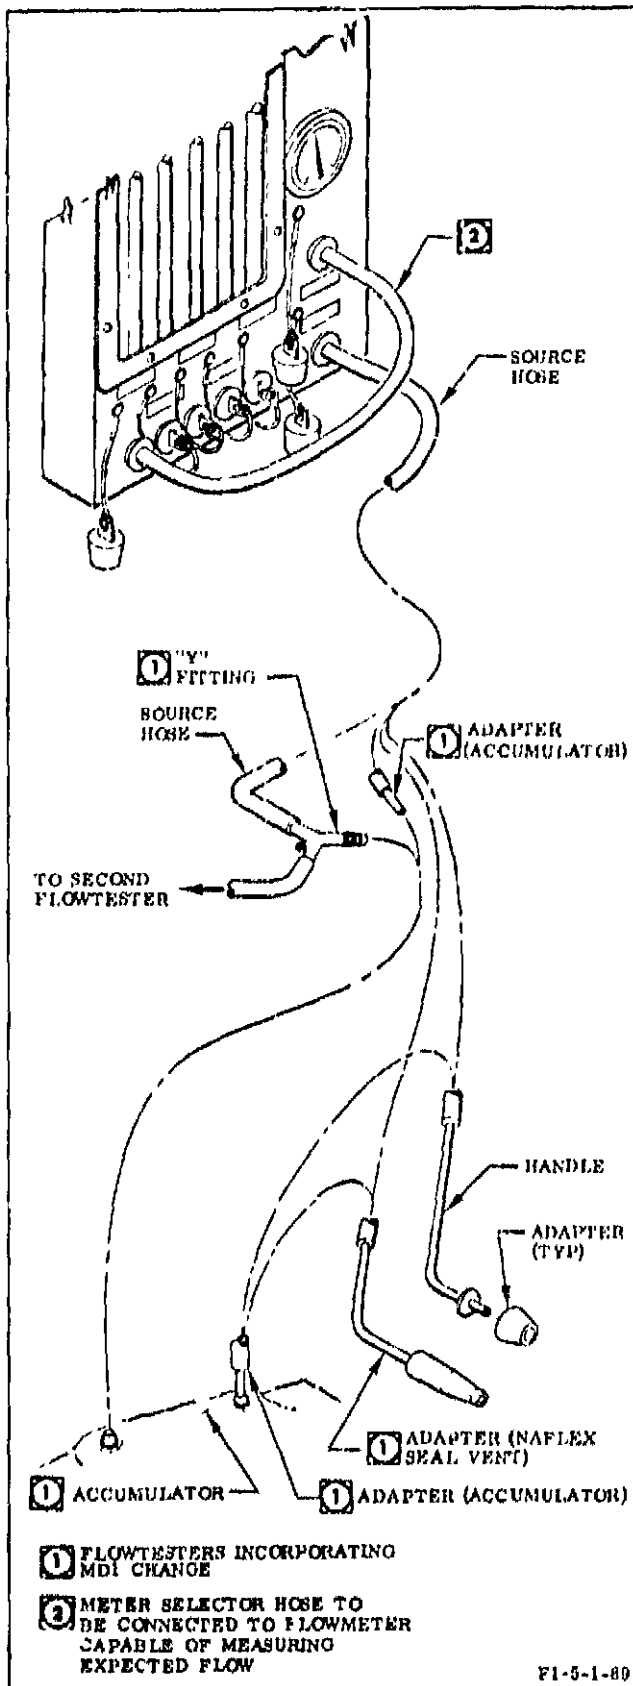 2
SOURCE
HOSE
1 "Y"
FITTING
SOURCE
HOSE
1 ADAPTER
(ACCUMULATOR)
TO SECOND
FLOWTESTER
HANDLE
ADAPTER
(TYP)
1 ADAPTER (NAFLEX
SEAL VENT)
1 ACCUMULATOR
1 ADAPTER (ACCUMULATOR)
1 FLOWTESTERS INCORPORATING
MD1 CHANGE
2 METER SELECTOR HOSE TO
BE CONNECTED TO FLOWMETER
CAPABLE OF MEASURING
EXPECTED FLOW
F1-5-1-80